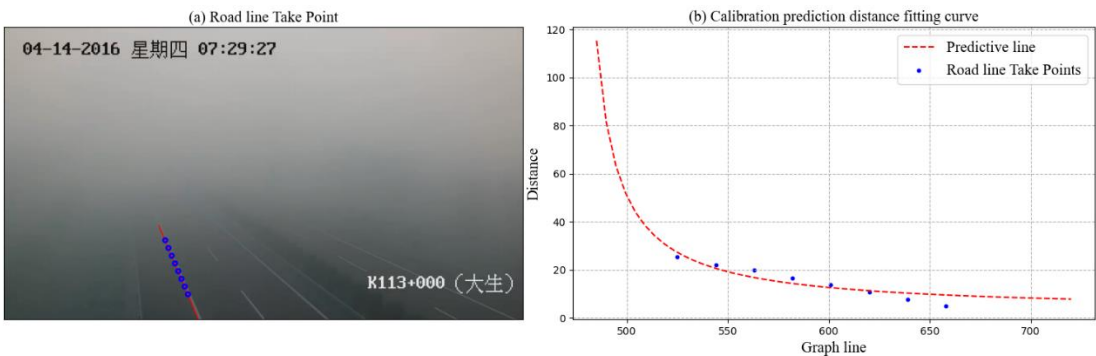 (a) Road line Take Point
04-14-2016 星期四 07:29:27
K113+000 (大生)
(b) Calibration prediction distance fitting curve
Predictive line
Road line Take Points
120
100
80
60
40
20
0
Distance
500 550 600 650 700
Graph line